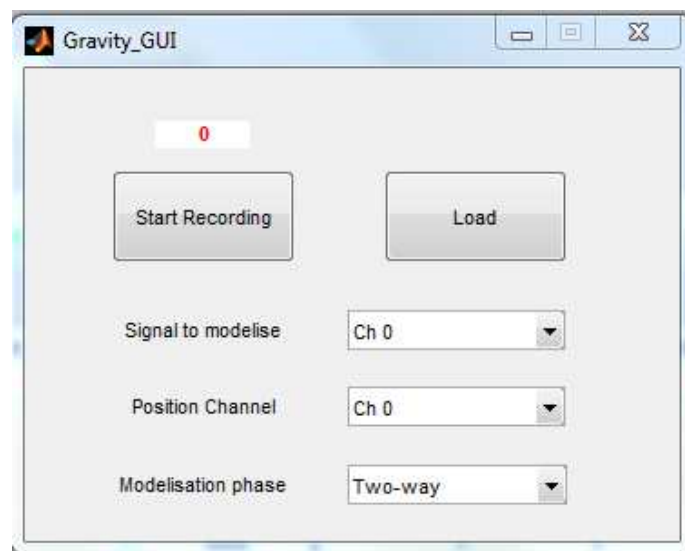 Gravity_GUI
0
Start Recording
Load
Signal to modelise
Ch 0
Position Channel
Ch 0
Modelisation phase
Two-way